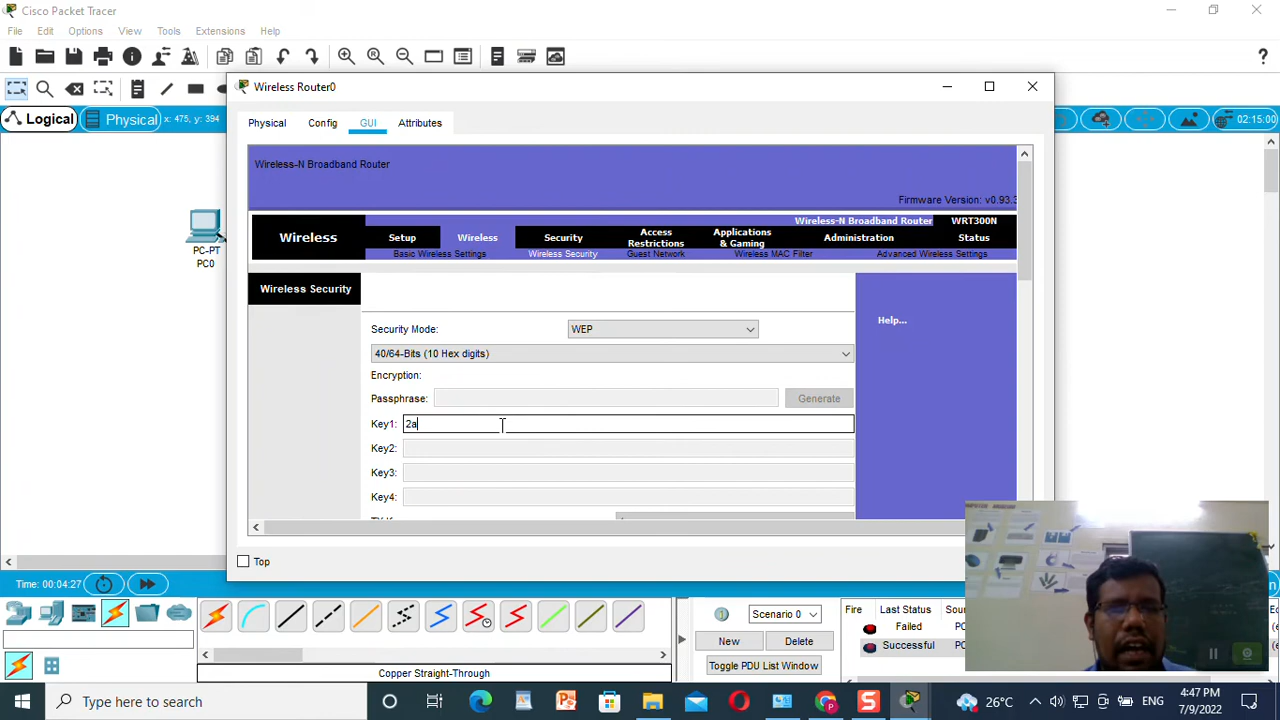 Cisco Packet Tracer
File Edit Options View Tools Extensions Help
Logical Physical x: 475, y: 394
02:15:00
Wireless Router0
Physical Config GUI Attributes
Wireless-N Broadband Router
Firmware Version: v0.93.3
Wireless-N Broadband Router WRT300N
Wireless
Setup Wireless Security Access Restrictions Applications & Gaming Administration Status
Basic Wireless Settings Wireless Security Guest Network Wireless MAC Filter Advanced Wireless Settings
PC-PT
PC0
Wireless Security
Help...
Security Mode: WEP
40/64-Bits (10 Hex digits)
Encryption:
Passphrase: Generate
Key1: 2a
Key2:
Key3:
Key4:
Top
Time: 00:04:27
Scenario 0
New Delete
Toggle PDU List Window
Fire Last Status Sou
Failed PC
Successful PC
Copper Straight-Through
Type here to search
26°C
ENG
4:47 PM
7/9/2022